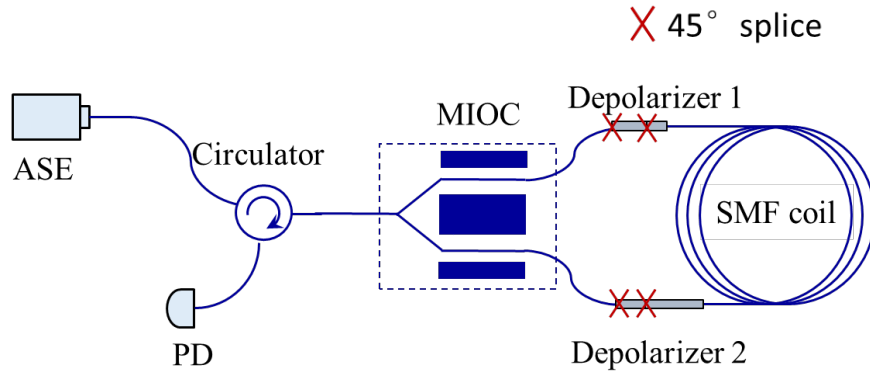 45° splice
Depolarizer 1
MIOC
Circulator
ASE
SMF coil
PD
Depolarizer 2